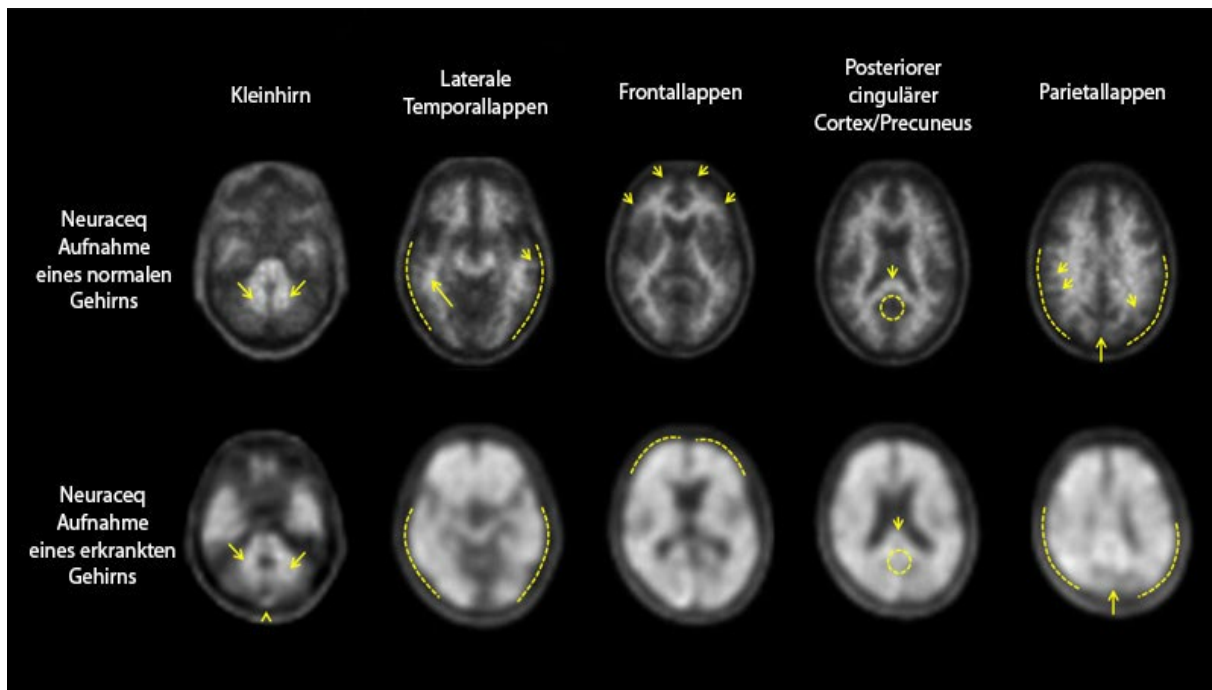 Kleinhirn
Laterale
Temporallappen
Frontallappen
Posteriorer
cingulärer
Cortex/Precuneus
Parietallappen
Neuraceq
Aufnahme
eines normalen
Gehirns
Neuraceq
Aufnahme
eines erkrankten
Gehirns